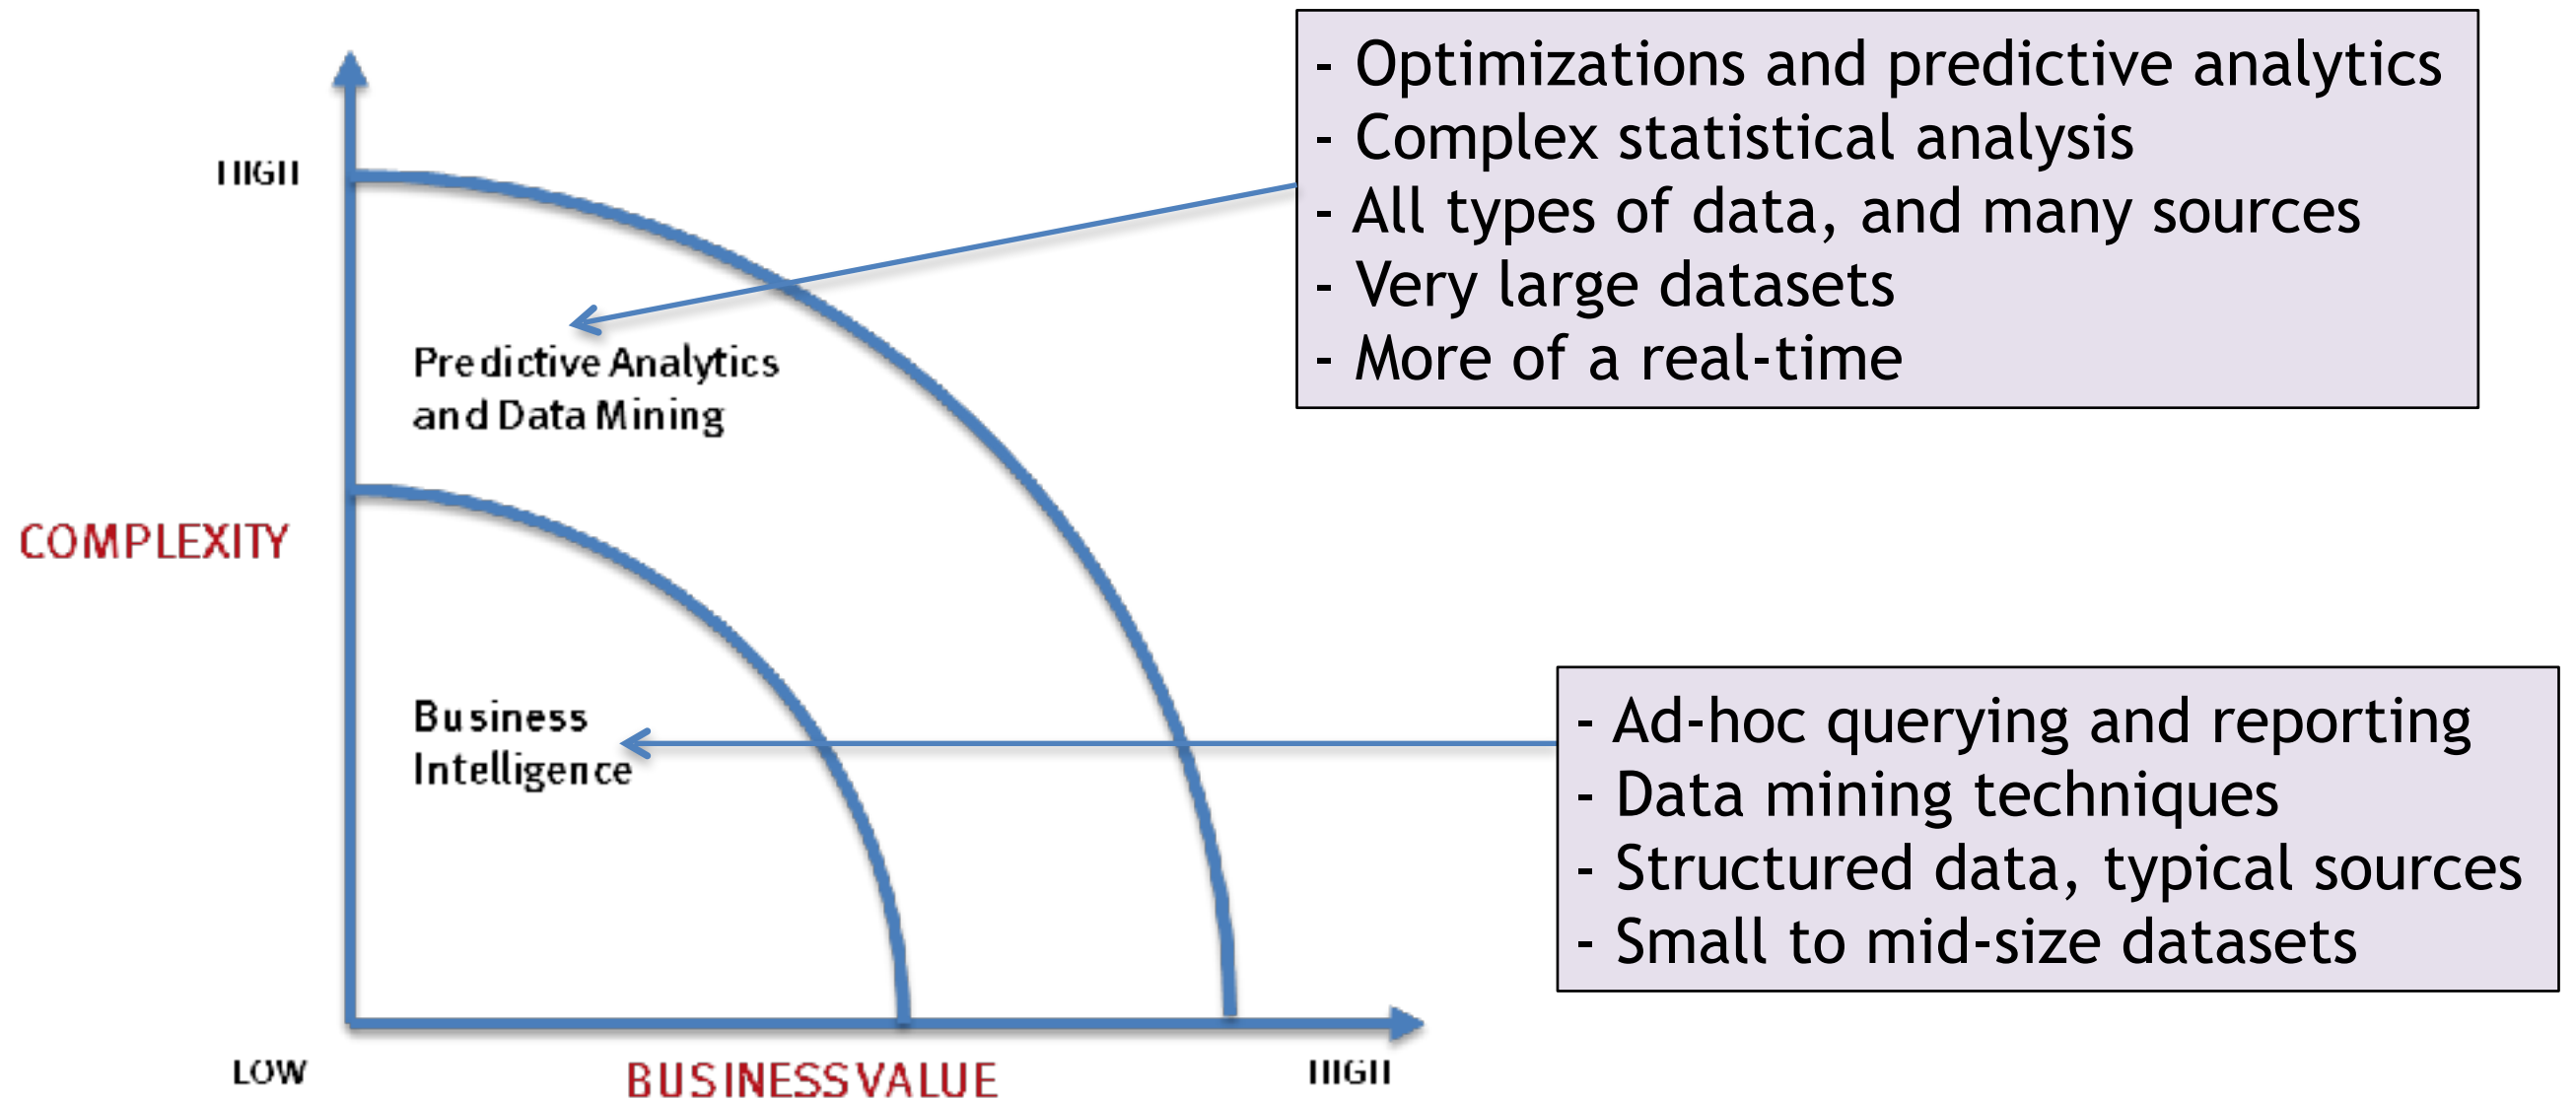 - Optimizations and predictive analytics
- Complex statistical analysis
- All types of data, and many sources
- Very large datasets
- More of a real-time
HIGH
Predictive Analytics
and Data Mining
COMPLEXITY
Business
Intelligence
- Ad-hoc querying and reporting
- Data mining techniques
- Structured data, typical sources
- Small to mid-size datasets
LOW
BUSINESS VALUE
HIGH